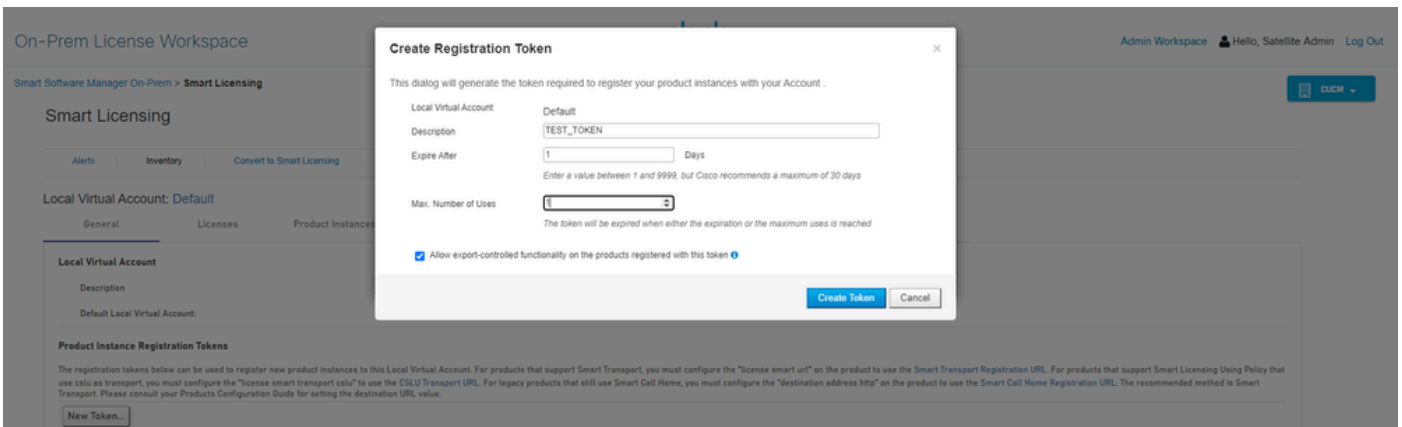 On-Prem License Workspace
Admin Workspace Hello, Satellite Admin Log Out
Smart Software Manager On-Prem > Smart Licensing
CUCM
Smart Licensing
Alerts
Inventory
Convert to Smart Licensing
Local Virtual Account: Default
General
Licenses
Product Instances
Create Registration Token
×
This dialog will generate the token required to register your product instances with your Account .
Local Virtual Account Default
Description TEST_TOKEN
Expire After 1 Days
Enter a value between 1 and 9999, but Cisco recommends a maximum of 30 days
Max. Number of Uses 1
The token will be expired when either the expiration or the maximum uses is reached
Allow export-controlled functionality on the products registered with this token
Create Token Cancel
Local Virtual Account
Description
Default Local Virtual Account:
Product Instance Registration Tokens
The registration tokens below can be used to register new product instances to this Local Virtual Account. For products that support Smart Transport, you must configure the "license smart url" on the product to use the Smart Transport Registration URL. For products that support Smart Licensing Using Policy that
use cslu as transport, you must configure the "license smart transport cslu" to use the CSLU Transport URL. For legacy products that still use Smart Call Home, you must configure the "destination address http" on the product to use the Smart Call Home Registration URL. The recommended method is Smart
Transport. Please consult your Products Configuration Guide for setting the destination URL value.
New Token...